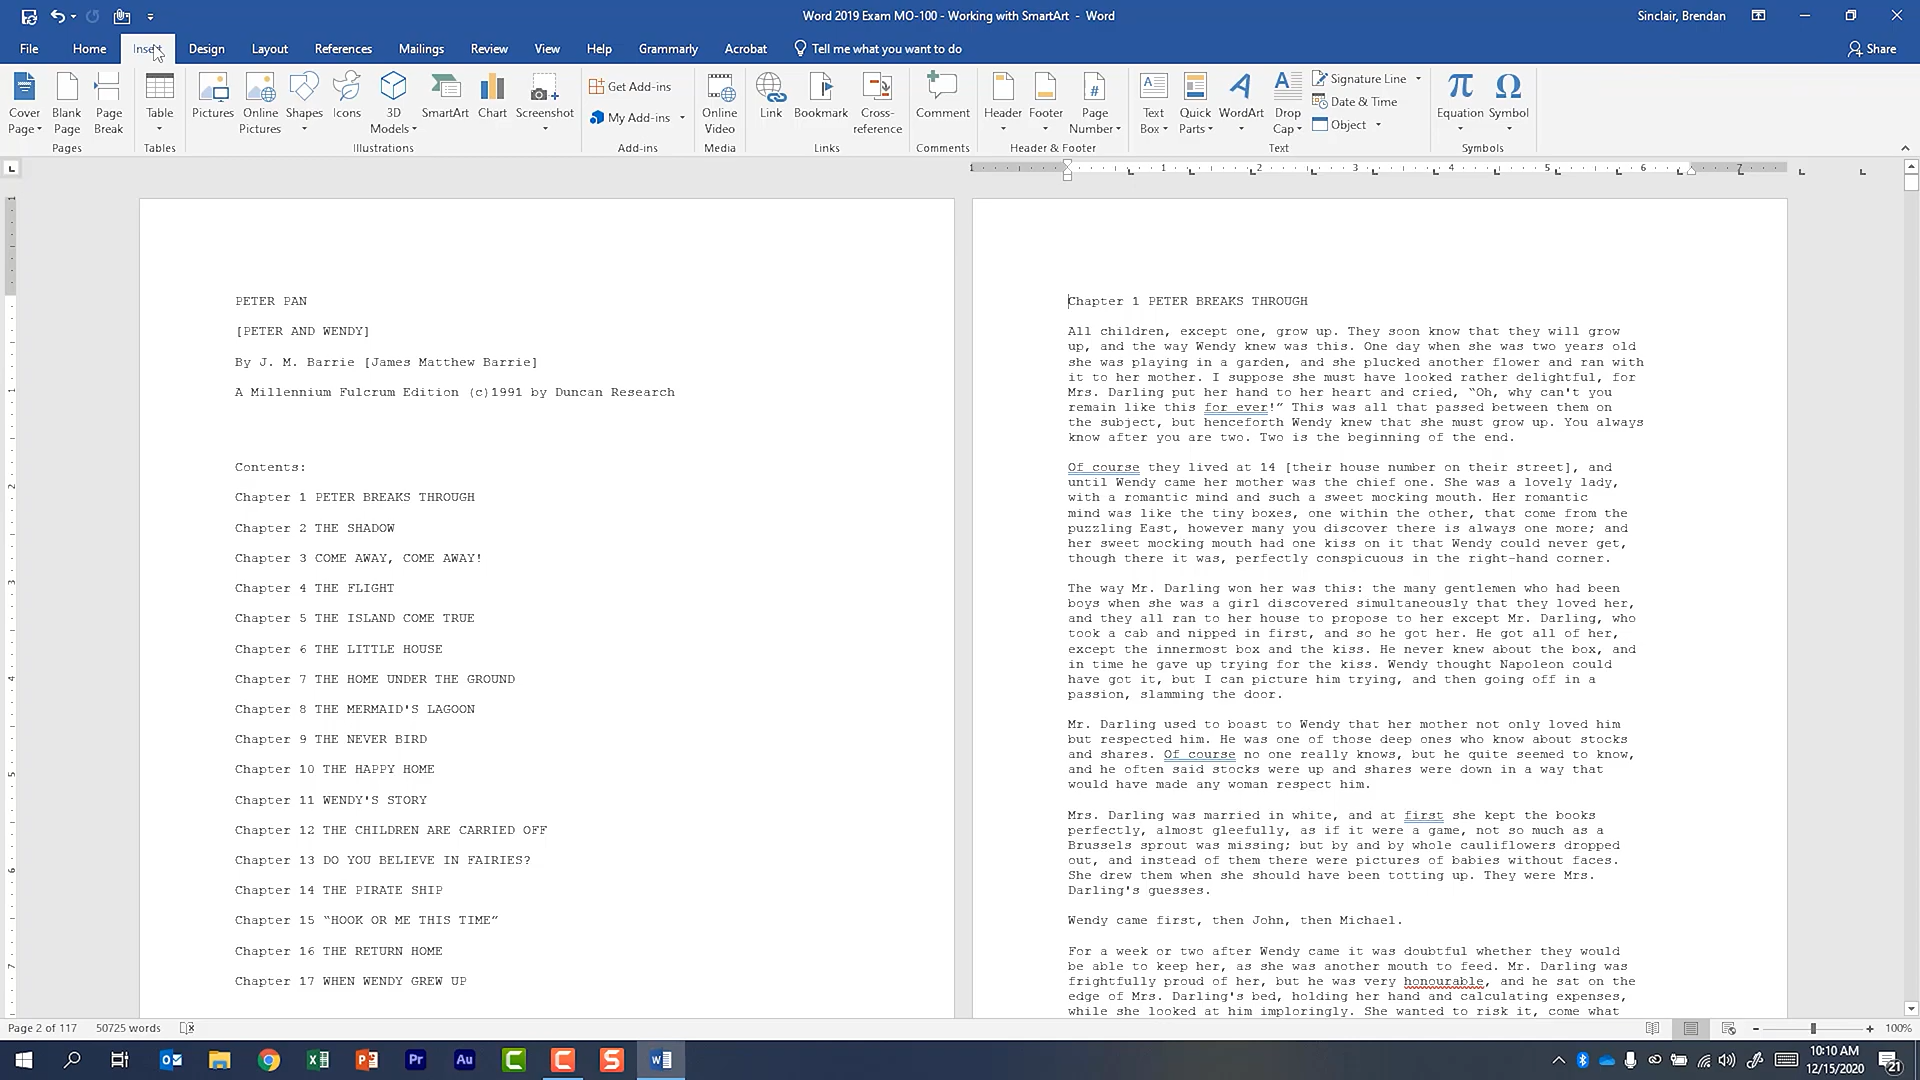 Word 2019 Exam MO-100 - Working with SmartArt - Word
Sinclair, Brendan
File Home Insert Design Layout References Mailings Review View Help Grammarly Acrobat Tell me what you want to do Share
Cover Page Blank Page Page Break Table Pictures Online Pictures Shapes Icons 3D Models SmartArt Chart Screenshot Get Add-ins My Add-ins Online Video Link Bookmark Cross-reference Comment Header Footer Page Number Text Box Quick Parts WordArt Drop Cap Signature Line Date & Time Object Equation Symbol
Pages Tables Illustrations Add-ins Media Links Comments Header & Footer Text Symbols
PETER PAN
[PETER AND WENDY]
By J. M. Barrie [James Matthew Barrie]
A Millennium Fulcrum Edition (c)1991 by Duncan Research
Contents:
Chapter 1 PETER BREAKS THROUGH
Chapter 2 THE SHADOW
Chapter 3 COME AWAY, COME AWAY!
Chapter 4 THE FLIGHT
Chapter 5 THE ISLAND COME TRUE
Chapter 6 THE LITTLE HOUSE
Chapter 7 THE HOME UNDER THE GROUND
Chapter 8 THE MERMAID'S LAGOON
Chapter 9 THE NEVER BIRD
Chapter 10 THE HAPPY HOME
Chapter 11 WENDY'S STORY
Chapter 12 THE CHILDREN ARE CARRIED OFF
Chapter 13 DO YOU BELIEVE IN FAIRIES?
Chapter 14 THE PIRATE SHIP
Chapter 15 “HOOK OR ME THIS TIME”
Chapter 16 THE RETURN HOME
Chapter 17 WHEN WENDY GREW UP
Chapter 1 PETER BREAKS THROUGH
All children, except one, grow up. They soon know that they will grow
up, and the way Wendy knew was this. One day when she was two years old
she was playing in a garden, and she plucked another flower and ran with
it to her mother. I suppose she must have looked rather delightful, for
Mrs. Darling put her hand to her heart and cried, “Oh, why can't you
remain like this for ever!” This was all that passed between them on
the subject, but henceforth Wendy knew that she must grow up. You always
know after you are two. Two is the beginning of the end.
Of course they lived at 14 [their house number on their street], and
until Wendy came her mother was the chief one. She was a lovely lady,
with a romantic mind and such a sweet mocking mouth. Her romantic
mind was like the tiny boxes, one within the other, that come from the
puzzling East, however many you discover there is always one more; and
her sweet mocking mouth had one kiss on it that Wendy could never get,
though there it was, perfectly conspicuous in the right-hand corner.
The way Mr. Darling won her was this: the many gentlemen who had been
boys when she was a girl discovered simultaneously that they loved her,
and they all ran to her house to propose to her except Mr. Darling, who
took a cab and nipped in first, and so he got her. He got all of her,
except the innermost box and the kiss. He never knew about the box, and
in time he gave up trying for the kiss. Wendy thought Napoleon could
have got it, but I can picture him trying, and then going off in a
passion, slamming the door.
Mr. Darling used to boast to Wendy that her mother not only loved him
but respected him. He was one of those deep ones who know about stocks
and shares. Of course no one really knows, but he quite seemed to know,
and he often said stocks were up and shares were down in a way that
would have made any woman respect him.
Mrs. Darling was married in white, and at first she kept the books
perfectly, almost gleefully, as if it were a game, not so much as a
Brussels sprout was missing; but by and by whole cauliflowers dropped
out, and instead of them there were pictures of babies without faces.
She drew them when she should have been totting up. They were Mrs.
Darling's guesses.
Wendy came first, then John, then Michael.
For a week or two after Wendy came it was doubtful whether they would
be able to keep her, as she was another mouth to feed. Mr. Darling was
frightfully proud of her, but he was very honourable, and he sat on the
edge of Mrs. Darling's bed, holding her hand and calculating expenses,
while she looked at him imploringly. She wanted to risk it, come what
Page 2 of 117 50725 words
100%
10:10 AM
12/15/2020
21